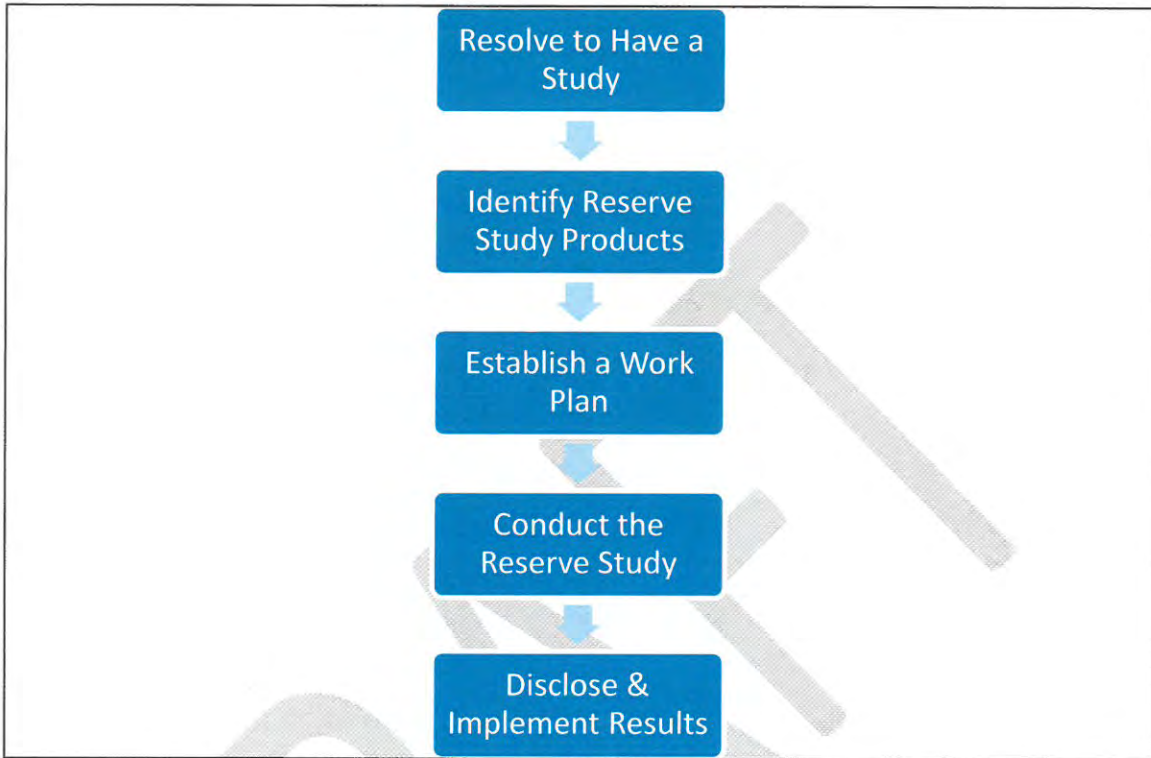 Resolve to Have a
Study
Identify Reserve
Study Products
Establish a Work
Plan
Conduct the
Reserve Study
Disclose &
Implement Results